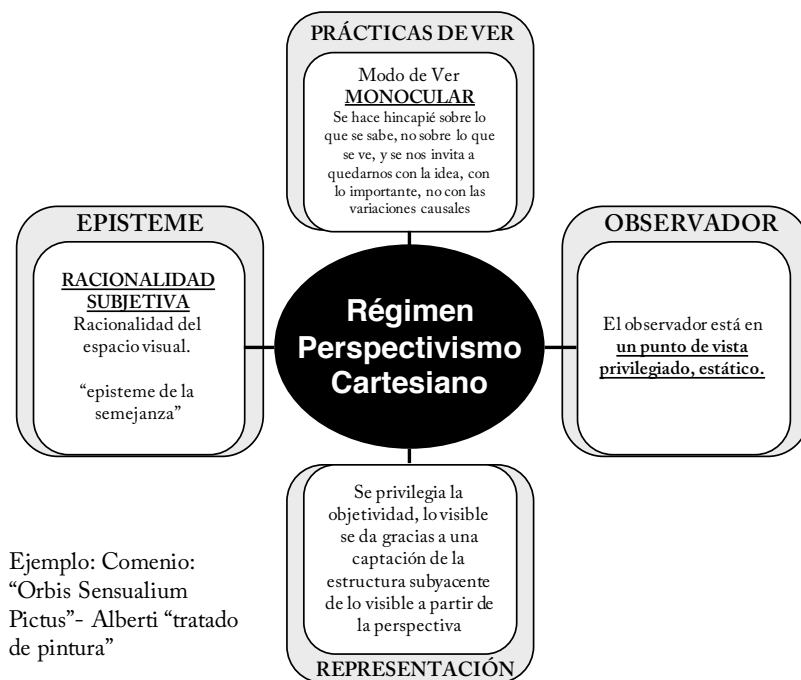 PRÁCTICAS DE VER
Modo de Ver
MONOCULAR
Se hace hincapié sobre lo
que se sabe, no sobre lo que
se ve, y se nos invita a
quedarnos con la idea, con
lo importante, no con las
variaciones causales
EPISTEME
RACIONALIDAD
SUBJETIVA
Racionalidad del
espacio visual.
“episteme de la
semejanza”
Régimen
Perspectivismo
Cartesiano
OBSERVADOR
El observador está en
un punto de vista
privilegiado, estático.
Se privilegia la
objetividad, lo visible
se da gracias a una
captación de la
estructura subyacente
de lo visible a partir de
la perspectiva
REPRESENTACIÓN
Ejemplo: Comenio:
“Orbis Sensualium
Pictus”- Alberti “tratado
de pintura”